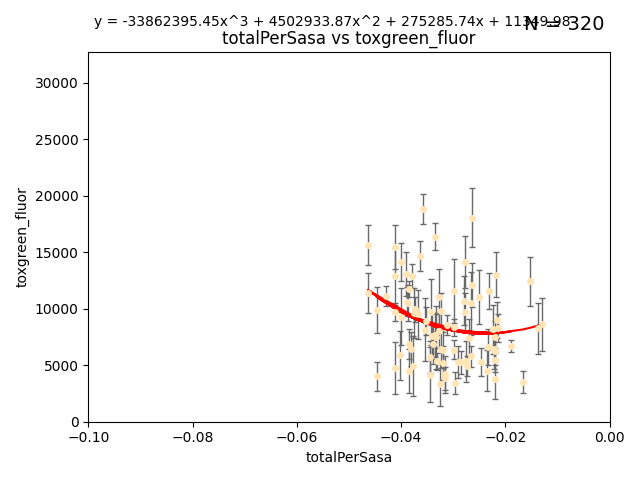 y = -33862395.45x^3 + 4502933.87x^2 + 275285.74x + 11349.98
N = 320
totalPerSasa vs toxgreen_fluor
30000
25000
20000
15000
10000
5000
0
toxgreen_fluor
−0.10 −0.08 −0.06 −0.04 −0.02 0.00
totalPerSasa